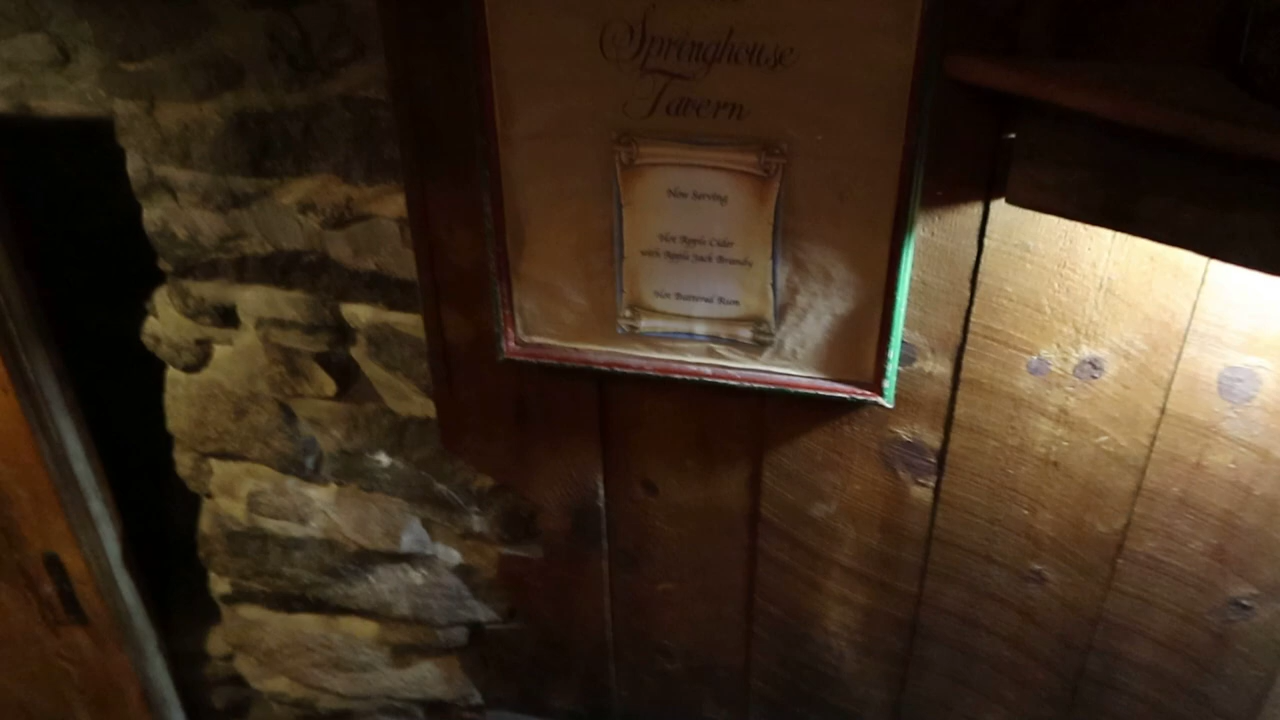 Springhouse
Tavern
Now Serving
Hot Apple Cider
with Apple Jack Brandy
Hot Buttered Rum